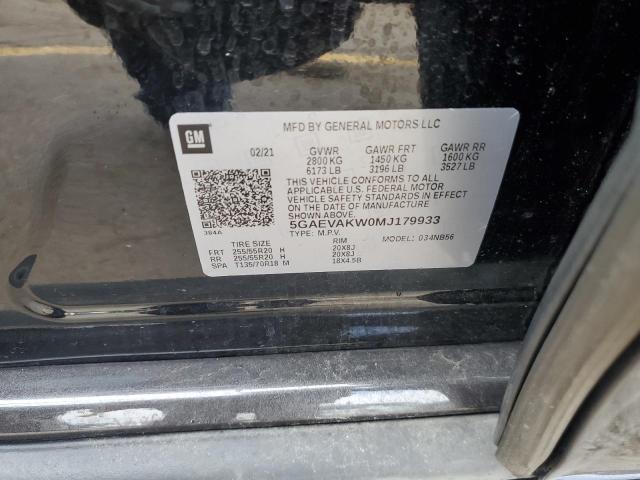 GM
MFD BY GENERAL MOTORS LLC
02/21 GVWR GAWR FRT GAWR RR
2800 KG 1450 KG 1600 KG
6173 LB 3196 LB 3527 LB
THIS VEHICLE CONFORMS TO ALL
APPLICABLE U.S. FEDERAL MOTOR
VEHICLE SAFETY STANDARDS IN EFFECT
ON THE DATE OF MANUFACTURE
SHOWN ABOVE.
5GAEVAKW0MJ179933
394A TYPE: M.P.V. MODEL: 034NB56
TIRE SIZE RIM
FRT 255/55R20 H 20X8J
RR 255/55R20 H 20X8J
SPA T135/70R18 M 18X4.5B